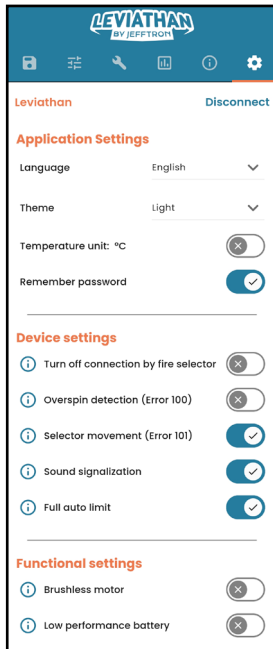 LEVIATHAN
BY JEFFTRON
Leviathan Disconnect
Application Settings
Language English
Theme Light
Temperature unit: °C
Remember password
Device settings
Turn off connection by fire selector
Overspin detection (Error 100)
Selector movement (Error 101)
Sound signalization
Full auto limit
Functional settings
Brushless motor
Low performance battery